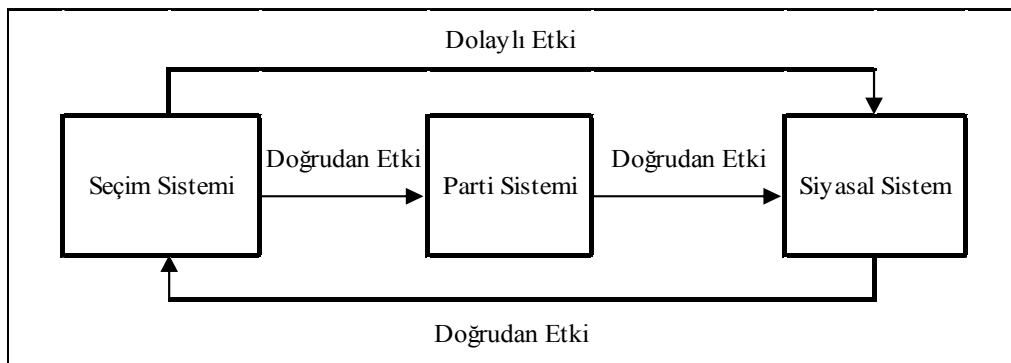 Dolaylı Etki
Doğrudan Etki
Doğrudan Etki
Seçim Sistemi
Parti Sistemi
Siyasal Sistem
Doğrudan Etki